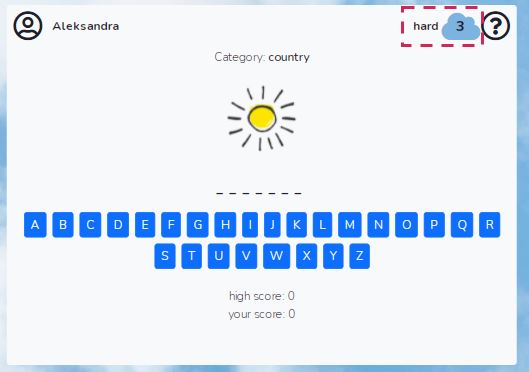 Aleksandra hard 3 ?
Category: country
_ _ _ _ _ _ _
A B C D E F G H I J K L M N O P Q R
S T U V W X Y Z
high score: 0
your score: 0